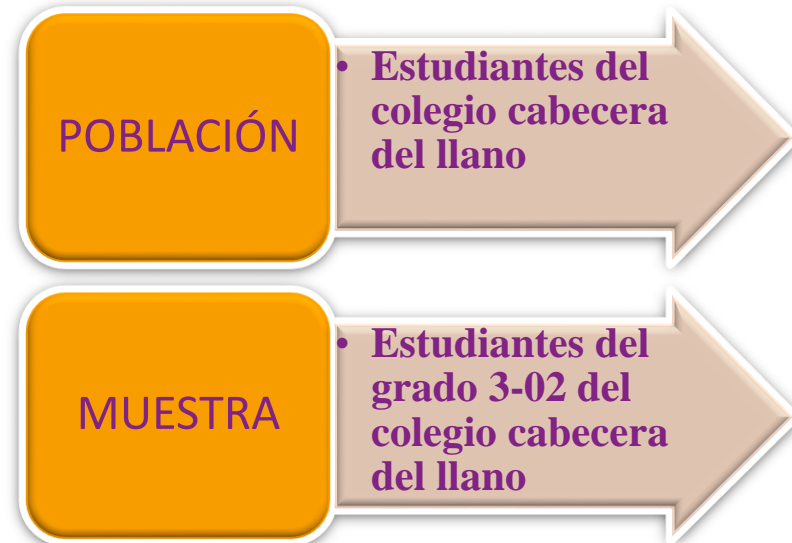 POBLACIÓN
• Estudiantes del
colegio cabecera
del llano
MUESTRA
• Estudiantes del
grado 3-02 del
colegio cabecera
del llano